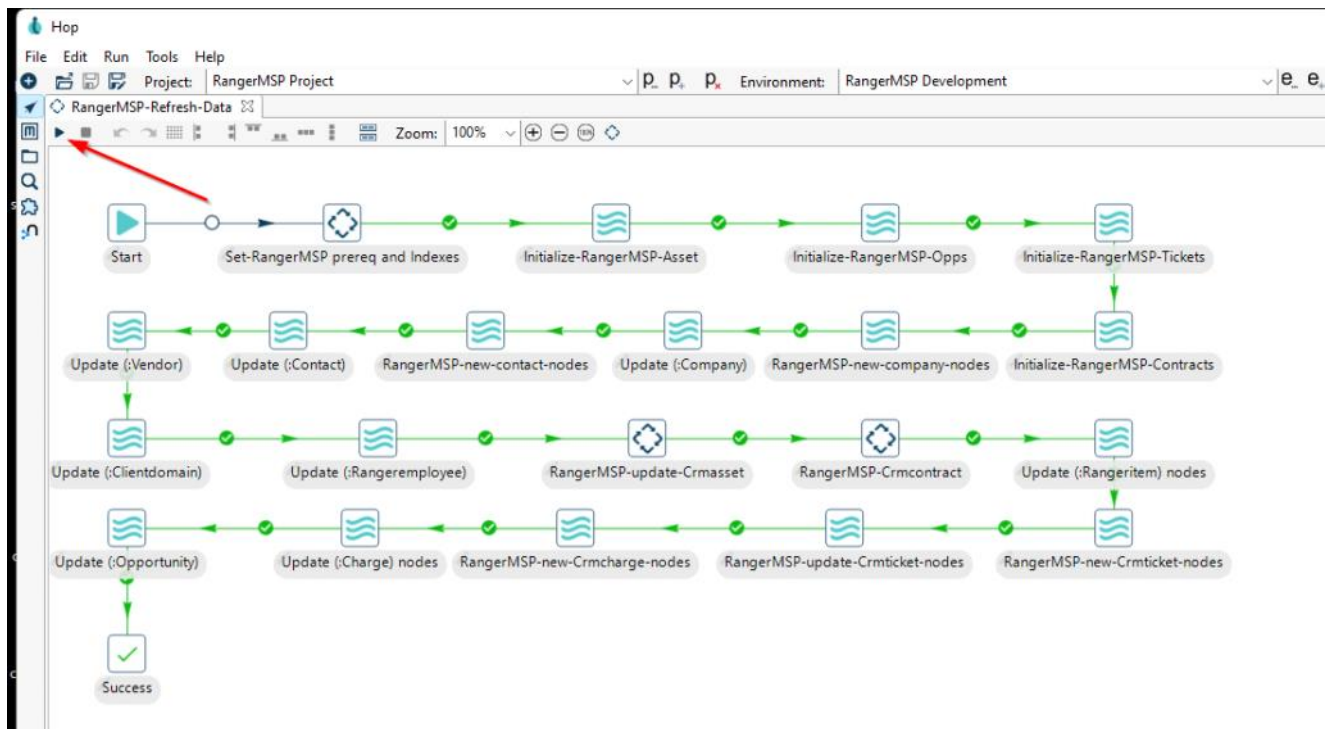 Hop
File Edit Run Tools Help
Project: RangerMSP Project Environment: RangerMSP Development
RangerMSP-Refresh-Data
Zoom: 100%
Start Set-RangerMSP prereq and Indexes Initialize-RangerMSP-Asset Initialize-RangerMSP-Opps Initialize-RangerMSP-Tickets
Update (:Vendor) Update (:Contact) RangerMSP-new-contact-nodes Update (:Company) RangerMSP-new-company-nodes Initialize-RangerMSP-Contracts
Update (:Clientdomain) Update (:Rangeremployee) RangerMSP-update-Crmasset RangerMSP-Crmcontract Update (:Rangeritem) nodes
Update (:Opportunity) Update (:Charge) nodes RangerMSP-new-Crmcharge-nodes RangerMSP-update-Crmticket-nodes RangerMSP-new-Crmticket-nodes
Success